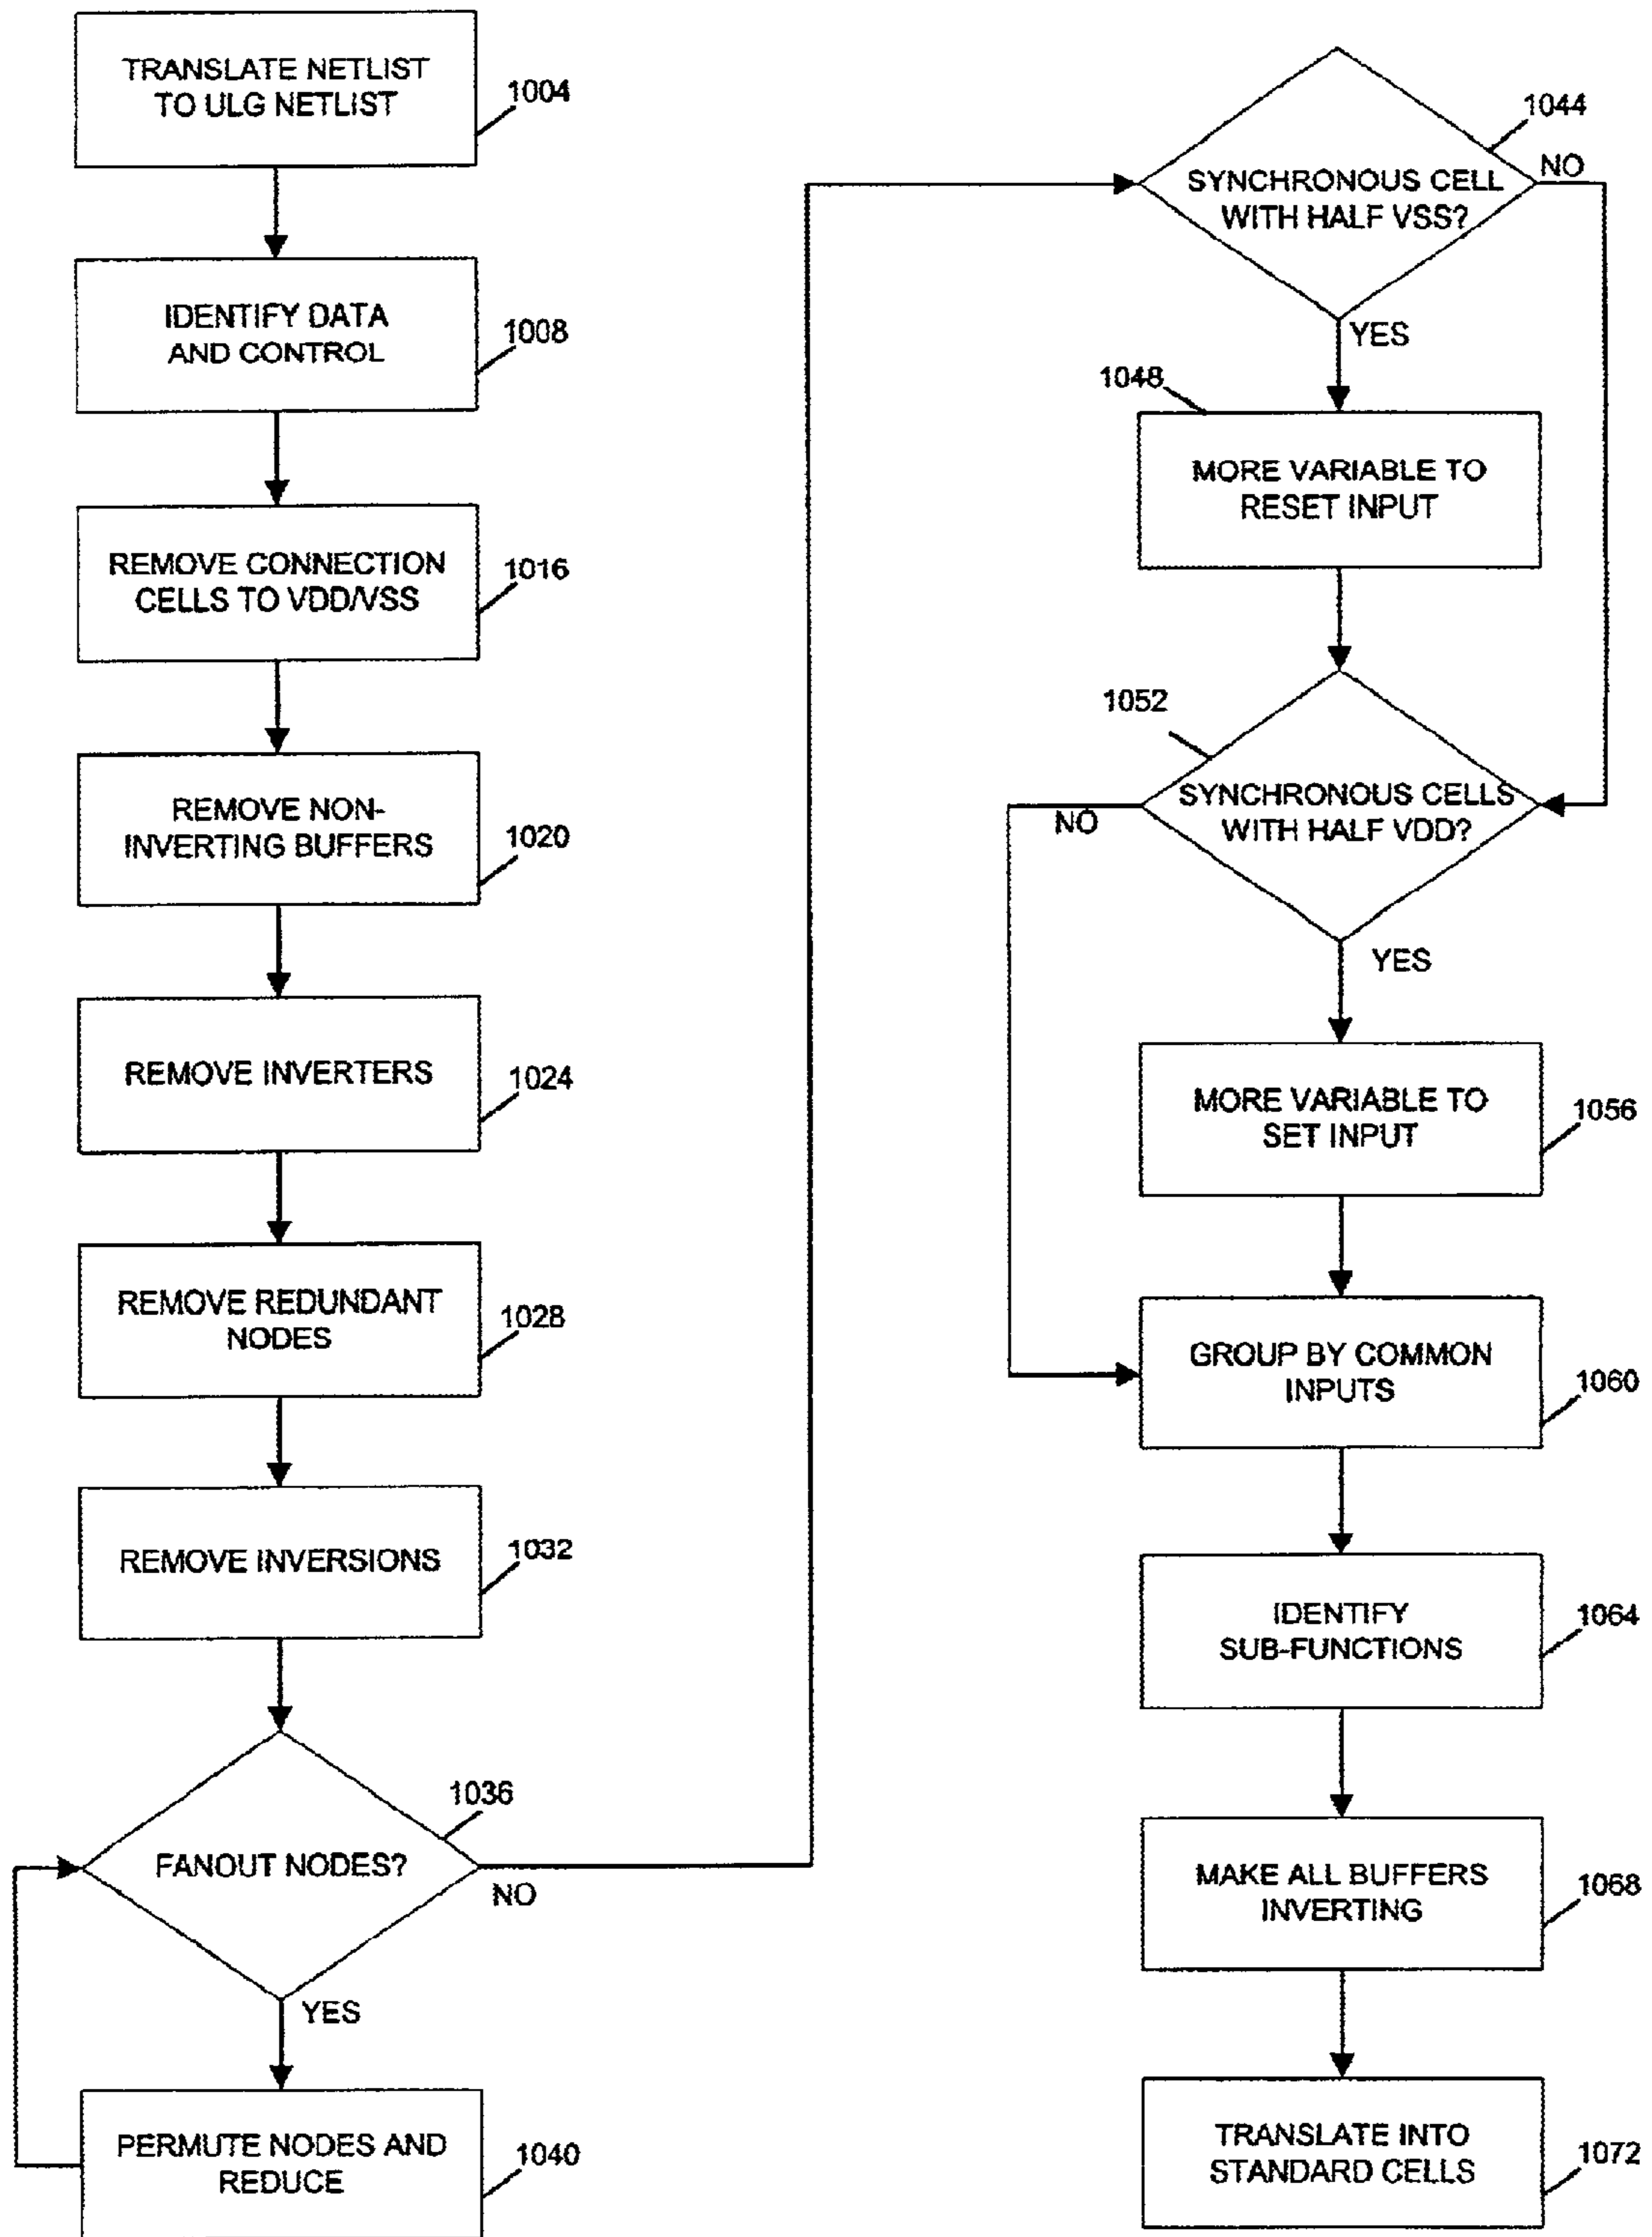 TRANSLATE NETLIST
TO ULG NETLIST
1004
IDENTIFY DATA
AND CONTROL
1008
REMOVE CONNECTION
CELLS TO VDD/VSS
1016
REMOVE NON-
INVERTING BUFFERS
1020
REMOVE INVERTERS
1024
REMOVE REDUNDANT
NODES
1028
REMOVE INVERSIONS
1032
FANOUT NODES?
1036
NO
YES
PERMUTE NODES AND
REDUCE
1040
SYNCHRONOUS CELL
WITH HALF VSS?
1044
NO
YES
1048
MORE VARIABLE TO
RESET INPUT
1052
SYNCHRONOUS CELLS
WITH HALF VDD?
NO
YES
MORE VARIABLE TO
SET INPUT
1056
GROUP BY COMMON
INPUTS
1060
IDENTIFY
SUB-FUNCTIONS
1064
MAKE ALL BUFFERS
INVERTING
1068
TRANSLATE INTO
STANDARD CELLS
1072